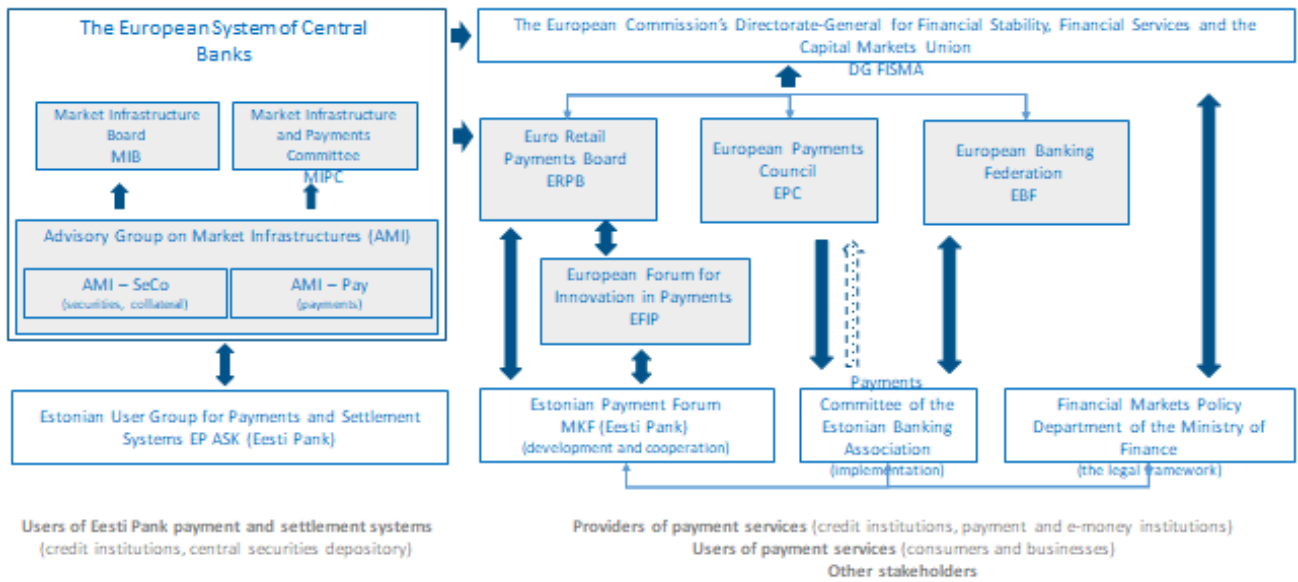 The European System of Central
Banks
The European Commission's Directorate-General for Financial Stability, Financial Services and the
Capital Markets Union
DG FISMA
Market Infrastructure
Board
MIB
Market Infrastructure
and Payments
Committee
MIPC
Euro Retail
Payments Board
ERPB
European Payments
Council
EPC
European Banking
Federation
EBF
Advisory Group on Market Infrastructures (AMI)
AMI – SeCo
(securities, collateral)
AMI – Pay
(payments)
European Forum for
Innovation in Payments
EFIP
Estonian User Group for Payments and Settlement
Systems EP ASK (Eesti Pank)
Estonian Payment Forum
MKF (Eesti Pank)
(development and cooperation)
Payments
Committee of the
Estonian Banking
Association
(implementation)
Financial Markets Policy
Department of the Ministry of
Finance
(the legal framework)
Users of Eesti Pank payment and settlement systems
(credit institutions, central securities depository)
Providers of payment services (credit institutions, payment and e-money institutions)
Users of payment services (consumers and businesses)
Other stakeholders